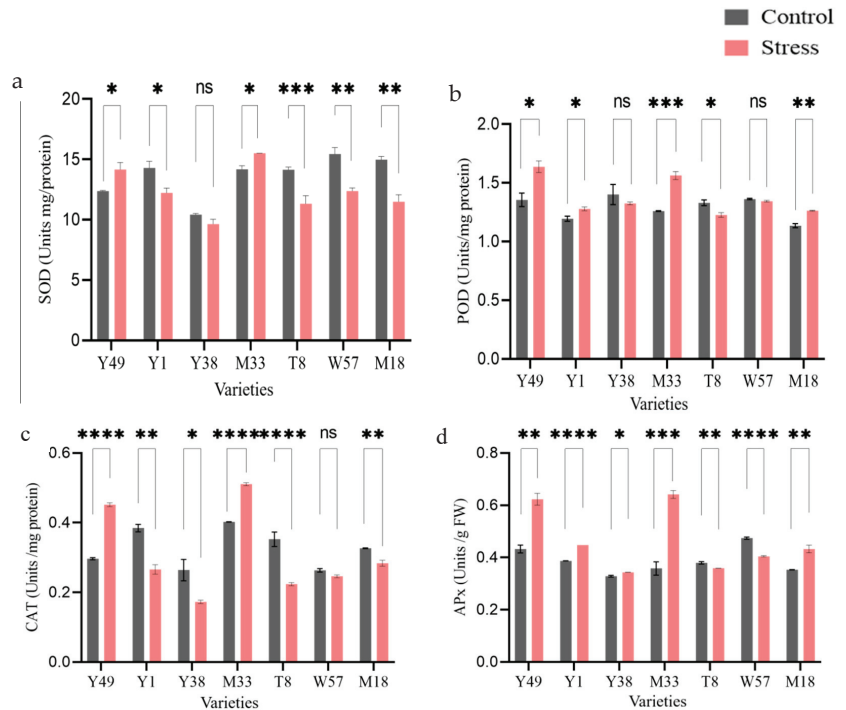 Control
Stress
a
* * ns * *** ** **
20
15
10
5
0
SOD (Units mg/protein)
Y49 Y1 Y38 M33 T8 W57 M18
Varieties
b
* * ns *** * ns **
2.0
1.5
1.0
0.5
0.0
POD (Units/mg protein)
Y49 Y1 Y38 M33 T8 W57 M18
Varieties
c
**** ** * **** **** ns **
0.6
0.4
0.2
0.0
CAT (Units /mg protein)
Y49 Y1 Y38 M33 T8 W57 M18
Varieties
d
** **** * *** ** **** **
0.8
0.6
0.4
0.2
0.0
APx (Units /g FW)
Y49 Y1 Y38 M33 T8 W57 M18
Varieties